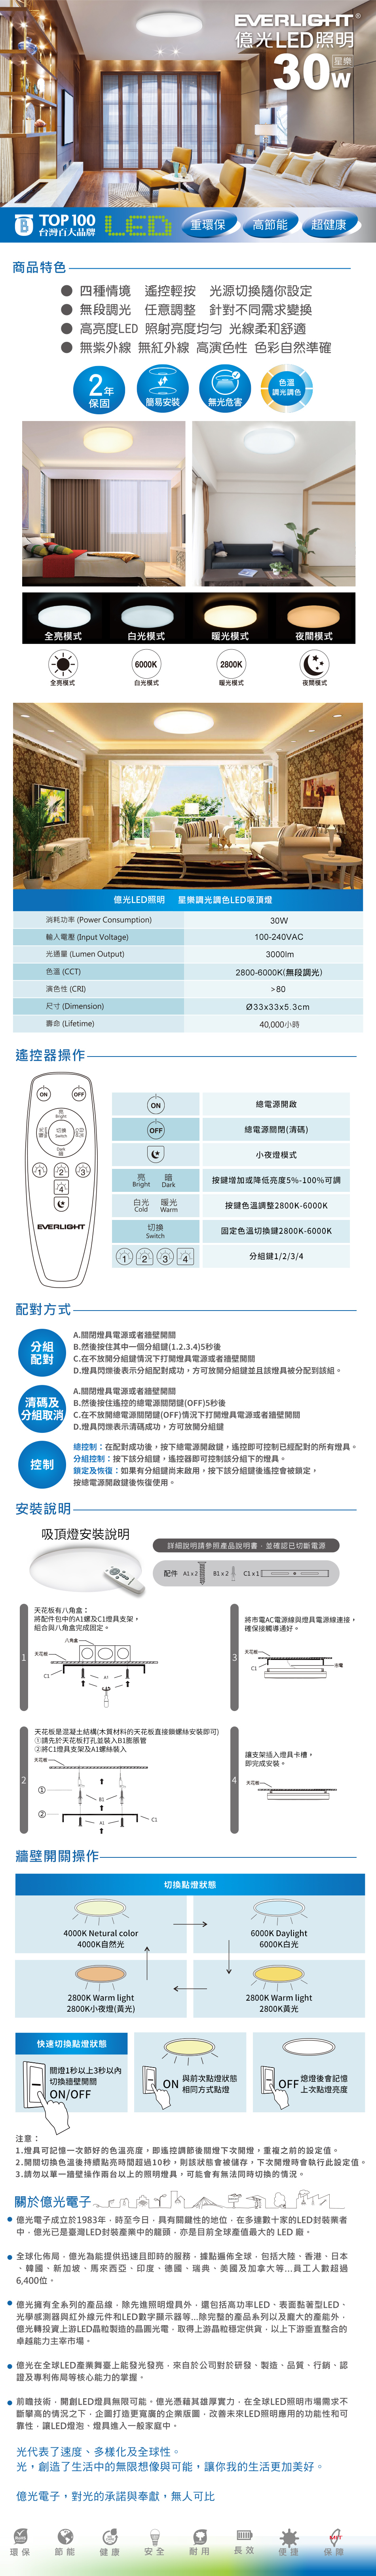 EVERLIGHT®
億光LED照明
30W
星樂
TOP 100
台灣百大品牌
LED
重環保
高節能
超健康
商品特色
● 四種情境 遙控輕按 光源切換隨你設定
● 無段調光 任意調整 針對不同需求變換
● 高亮度LED 照射亮度均勻 光線柔和舒適
● 無紫外線 無紅外線 高演色性 色彩自然準確
2年
保固
簡易安裝
無光危害
色溫
調光調色
全亮模式
白光模式
暖光模式
夜間模式
6000K
2800K
全亮模式
白光模式
暖光模式
夜間模式
億光LED照明 星樂調光調色LED吸頂燈
消耗功率 (Power Consumption) 30W
輸入電壓 (Input Voltage) 100-240VAC
光通量 (Lumen Output) 3000lm
色溫 (CCT) 2800-6000K(無段調光)
演色性 (CRI) >80
尺寸 (Dimension) Ø33x33x5.3cm
壽命 (Lifetime) 40,000小時
遙控器操作
ON
OFF
亮
Bright
切換
Switch
Dark
暗
1
2
3
4
EVERLIGHT
ON 總電源開啟
OFF 總電源關閉(清碼)
小夜燈模式
亮 暗
Bright Dark
按鍵增加或降低亮度5%-100%可調
白光 暖光
Cold Warm
按鍵色溫調整2800K-6000K
切換
Switch
固定色溫切換鍵2800K-6000K
1 2 3 4 分組鍵1/2/3/4
配對方式
分組
配對
A.關閉燈具電源或者牆壁開關
B.然後按住其中一個分組鍵(1.2.3.4)5秒後
C.在不放開分組鍵情況下打開燈具電源或者牆壁開關
D.燈具閃爍後表示分組配對成功，方可放開分組鍵並且該燈具被分配到該組。
清碼及
分組取消
A.關閉燈具電源或者牆壁開關
B.然後按住遙控的總電源關閉鍵(OFF)5秒後
C.在不放開總電源關閉鍵(OFF)情況下打開燈具電源或者牆壁開關
D.燈具閃爍表示清碼成功，方可放開分組鍵
控制
總控制：在配對成功後，按下總電源開啟鍵，遙控即可控制已經配對的所有燈具。
分組控制：按下該分組鍵，遙控器即可控制該分組下的燈具。
鎖定及恢復：如果有分組鍵尚未啟用，按下該分組鍵後遙控會被鎖定，
按總電源開啟鍵後恢復使用。
安裝說明
吸頂燈安裝說明
詳細說明請參照產品說明書，並確認已切斷電源
配件 A1 x 2 B1 x 2 C1 x 1
1
天花板有八角盒：
將配件包中的A1螺及C1燈具支架，
組合與八角盒完成固定。
八角盒
天花板
C1
A1
3
將市電AC電源線與燈具電源線連接，
確保接觸導通好。
天花板
C1
市電
2
天花板是混凝土結構(木質材料的天花板直接鎖螺絲安裝即可)
①請先於天花板打孔並裝入B1膨脹管
②將C1燈具支架及A1螺絲裝入
天花板
①
B1
②
A1
C1
4
讓支架插入燈具卡槽，
即完成安裝。
天花板
牆壁開關操作
切換點燈狀態
4000K Netural color
4000K自然光
6000K Daylight
6000K白光
2800K Warm light
2800K小夜燈(黃光)
2800K Warm light
2800K黃光
快速切換點燈狀態
關燈1秒以上3秒以內
切換牆壁開關
ON/OFF
ON
與前次點燈狀態
相同方式點燈
OFF
熄燈後會記憶
上次點燈亮度
注意：
1.燈具可記憶一次節好的色溫亮度，即遙控調節後關燈下次開燈，重複之前的設定值。
2.開關切換色溫後持續點亮時間超過10秒，則該狀態會被儲存，下次開燈時會執行此設定值。
3.請勿以單一牆壁操作兩台以上的照明燈具，可能會有無法同時切換的情況。
關於億光電子
● 億光電子成立於1983年，時至今日，具有關鍵性的地位，在多達數十家的LED封裝業者
中，億光已是臺灣LED封裝產業中的龍頭，亦是目前全球產值最大的 LED 廠。
● 全球化佈局，億光為能提供迅速且即時的服務，據點遍佈全球，包括大陸、香港、日本
、韓國、新加坡、馬來西亞、印度、德國、瑞典、美國及加拿大等...員工人數超過
6,400位。
● 億光擁有全系列的產品線，除先進照明燈具外，還包括高功率LED、表面黏著型LED、
光學感測器與紅外線元件和LED數字顯示器等...除完整的產品系列以及龐大的產能外，
億光轉投資上游LED晶粒製造的晶圓光電，取得上游晶粒穩定供貨，以上下游垂直整合的
卓越能力主宰市場。
● 億光在全球LED產業舞臺上能發光發亮，來自於公司對於研發、製造、品質、行銷、認
證及專利佈局等核心能力的掌握。
● 前瞻技術，開創LED燈具無限可能。億光憑藉其雄厚實力，在全球LED照明市場需求不
斷攀高的情況之下，企圖打造更寬廣的企業版圖，改善未來LED照明應用的功能性和可
靠性，讓LED燈泡、燈具進入一般家庭中。
光代表了速度、多樣化及全球性。
光，創造了生活中的無限想像與可能，讓你我的生活更加美好。
億光電子，對光的承諾與奉獻，無人可比
環保
節能
健康
安全
耐用
長效
便捷
保障